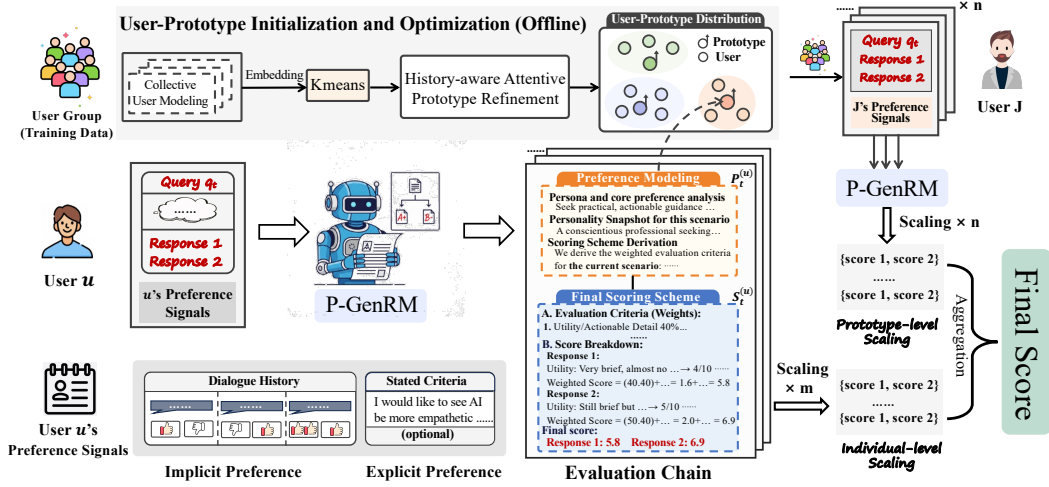 User-Prototype Initialization and Optimization (Offline)
User Group
(Training Data)
Collective
User Modeling
Embedding
Kmeans
History-aware Attentive
Prototype Refinement
User-Prototype Distribution
Prototype
User
...... × n
Query qt
Response 1
Response 2
J's Preference
Signals
User J
P-GenRM
Scaling × n
{score 1, score 2}
......
{score 1, score 2}
Prototype-level
Scaling
Aggregation
Final Score
User u
Query qt
......
Response 1
Response 2
u's Preference
Signals
A+ B-
A
P-GenRM
......
Preference Modeling
Pt(u)
Persona and core preference analysis
Seek practical, actionable guidance ...
Personality Snapshot for this scenario
A conscientious professional seeking...
Scoring Scheme Derivation
We derive the weighted evaluation criteria
for the current scenario: ......
Final Scoring Scheme
St(u)
A. Evaluation Criteria (Weights):
1. Utility/Actionable Detail 40%...
......
B. Score Breakdown:
Response 1:
Utility: Very brief, almost no ... → 4/10 ......
Weighted Score = (40.40)+...= 1.6+...= 5.8
Response 2:
Utility: Still brief but ... → 5/10 ......
Weighted Score = (50.40)+... = 2.0+... = 6.9
Final score:
Response 1: 5.8 Response 2: 6.9
Evaluation Chain
Scaling
× m
{score 1, score 2}
......
{score 1, score 2}
Individual-level
Scaling
User u's
Preference Signals
Dialogue History
...... ...... ......
Implicit Preference
Stated Criteria
I would like to see AI
be more empathetic ......
(optional)
Explicit Preference